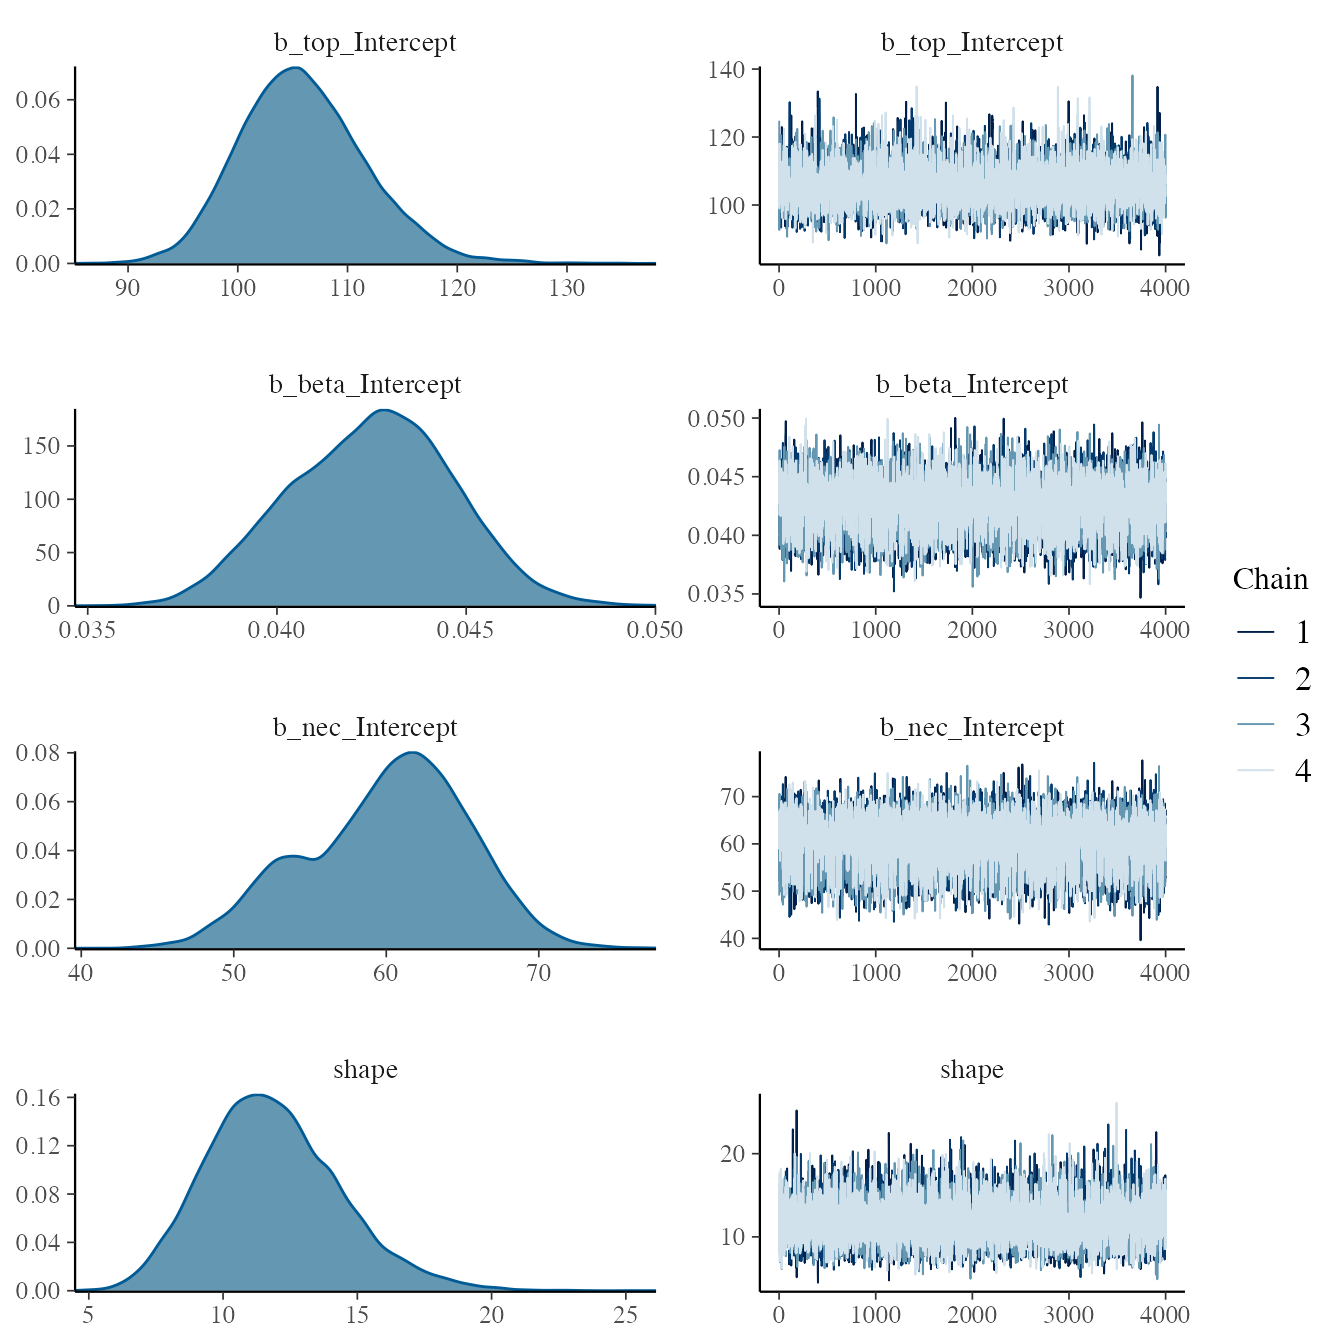 b_top_Intercept
0.06
0.04
0.02
0.00
90 100 110 120 130
b_top_Intercept
140
120
100
0 1000 2000 3000 4000
b_beta_Intercept
150
100
50
0
0.035 0.040 0.045 0.050
b_beta_Intercept
0.050
0.045
0.040
0.035
0 1000 2000 3000 4000
b_nec_Intercept
0.08
0.06
0.04
0.02
0.00
40 50 60 70
b_nec_Intercept
70
60
50
40
0 1000 2000 3000 4000
shape
0.16
0.12
0.08
0.04
0.00
5 10 15 20 25
shape
20
10
0 1000 2000 3000 4000
Chain
1
2
3
4